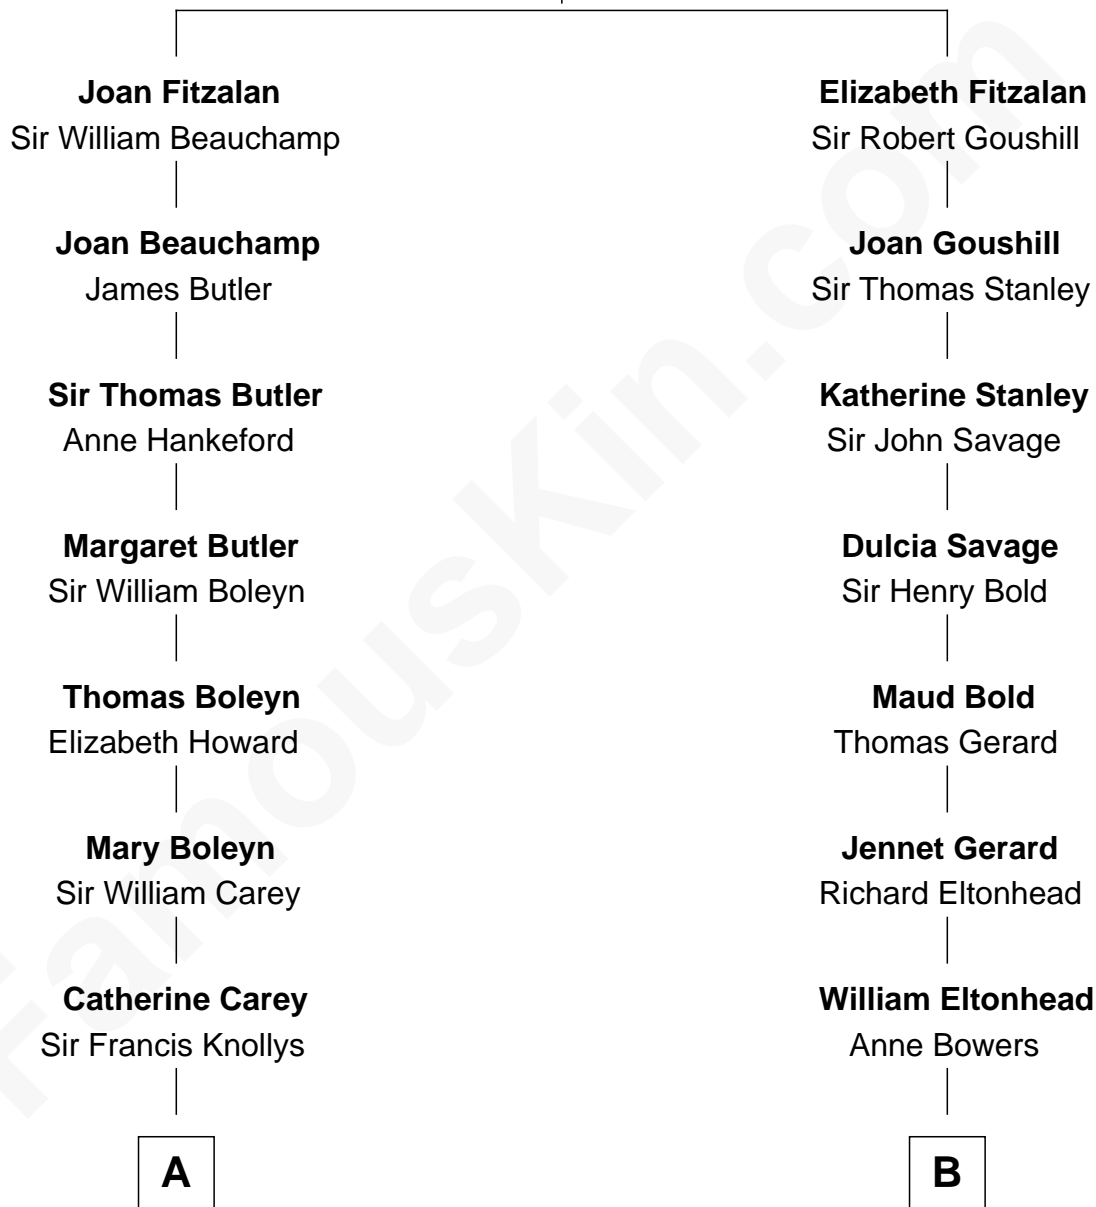 Joan Fitzalan
Sir William Beauchamp
Elizabeth Fitzalan
Sir Robert Goushill
Joan Beauchamp
James Butler
Joan Goushill
Sir Thomas Stanley
Sir Thomas Butler
Anne Hankeford
Katherine Stanley
Sir John Savage
Margaret Butler
Sir William Boleyn
Dulcia Savage
Sir Henry Bold
Thomas Boleyn
Elizabeth Howard
Maud Bold
Thomas Gerard
Mary Boleyn
Sir William Carey
Jennet Gerard
Richard Eltonhead
Catherine Carey
Sir Francis Knollys
William Eltonhead
Anne Bowers
A
B
FamousKin.com